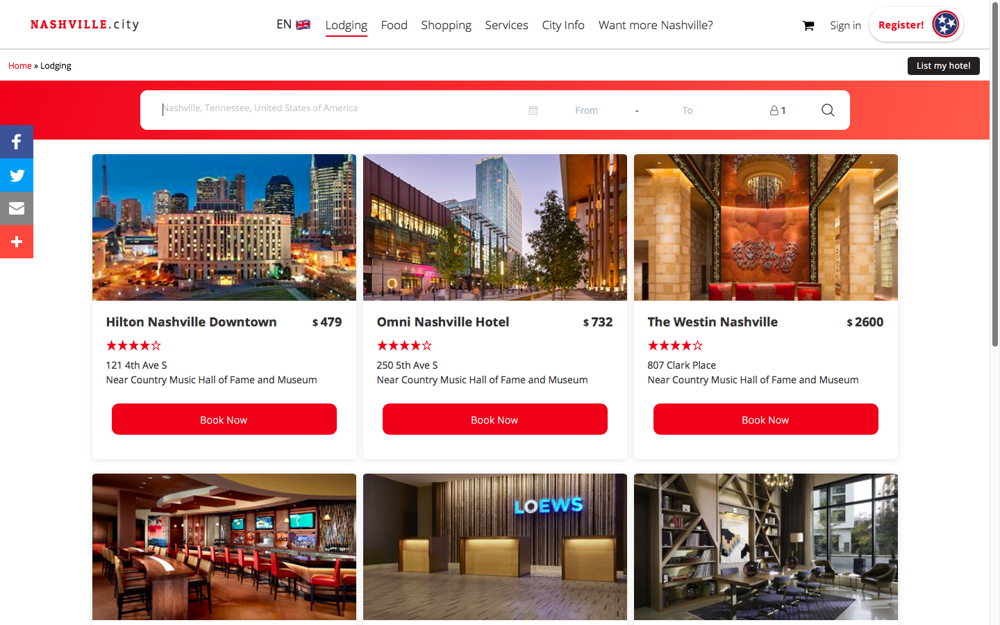 NASHVILLE.city
EN Lodging Food Shopping Services City Info Want more Nashville?
Sign in Register!
Home » Lodging
List my hotel
Nashville, Tennessee, United States of America
From - To
1
LOEWS
Hilton Nashville Downtown $ 479
121 4th Ave S
Near Country Music Hall of Fame and Museum
Book Now
Omni Nashville Hotel $ 732
250 5th Ave S
Near Country Music Hall of Fame and Museum
Book Now
The Westin Nashville $ 2600
807 Clark Place
Near Country Music Hall of Fame and Museum
Book Now